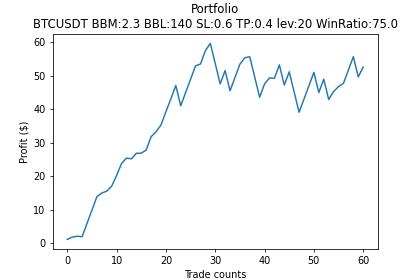 Portfolio
BTCUSDT BBM:2.3 BBL:140 SL:0.6 TP:0.4 lev:20 WinRatio:75.0
60
50
40
30
20
10
0
Profit ($)
0 10 20 30 40 50 60
Trade counts